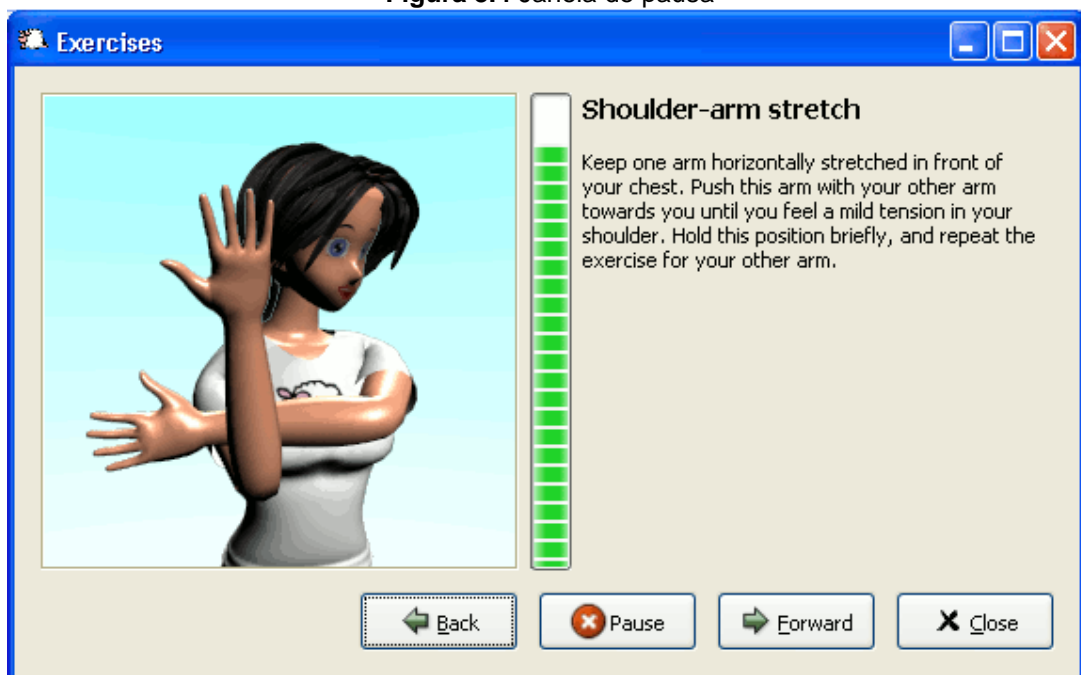 Figura Janela de pausa
Exercises
Shoulder-arm stretch
Keep one arm horizontally stretched in front of
your chest. Push this arm with your other arm
towards you until you feel a mild tension in your
shoulder. Hold this position briefly, and repeat the
exercise for your other arm.
Back
Pause
Forward
Close